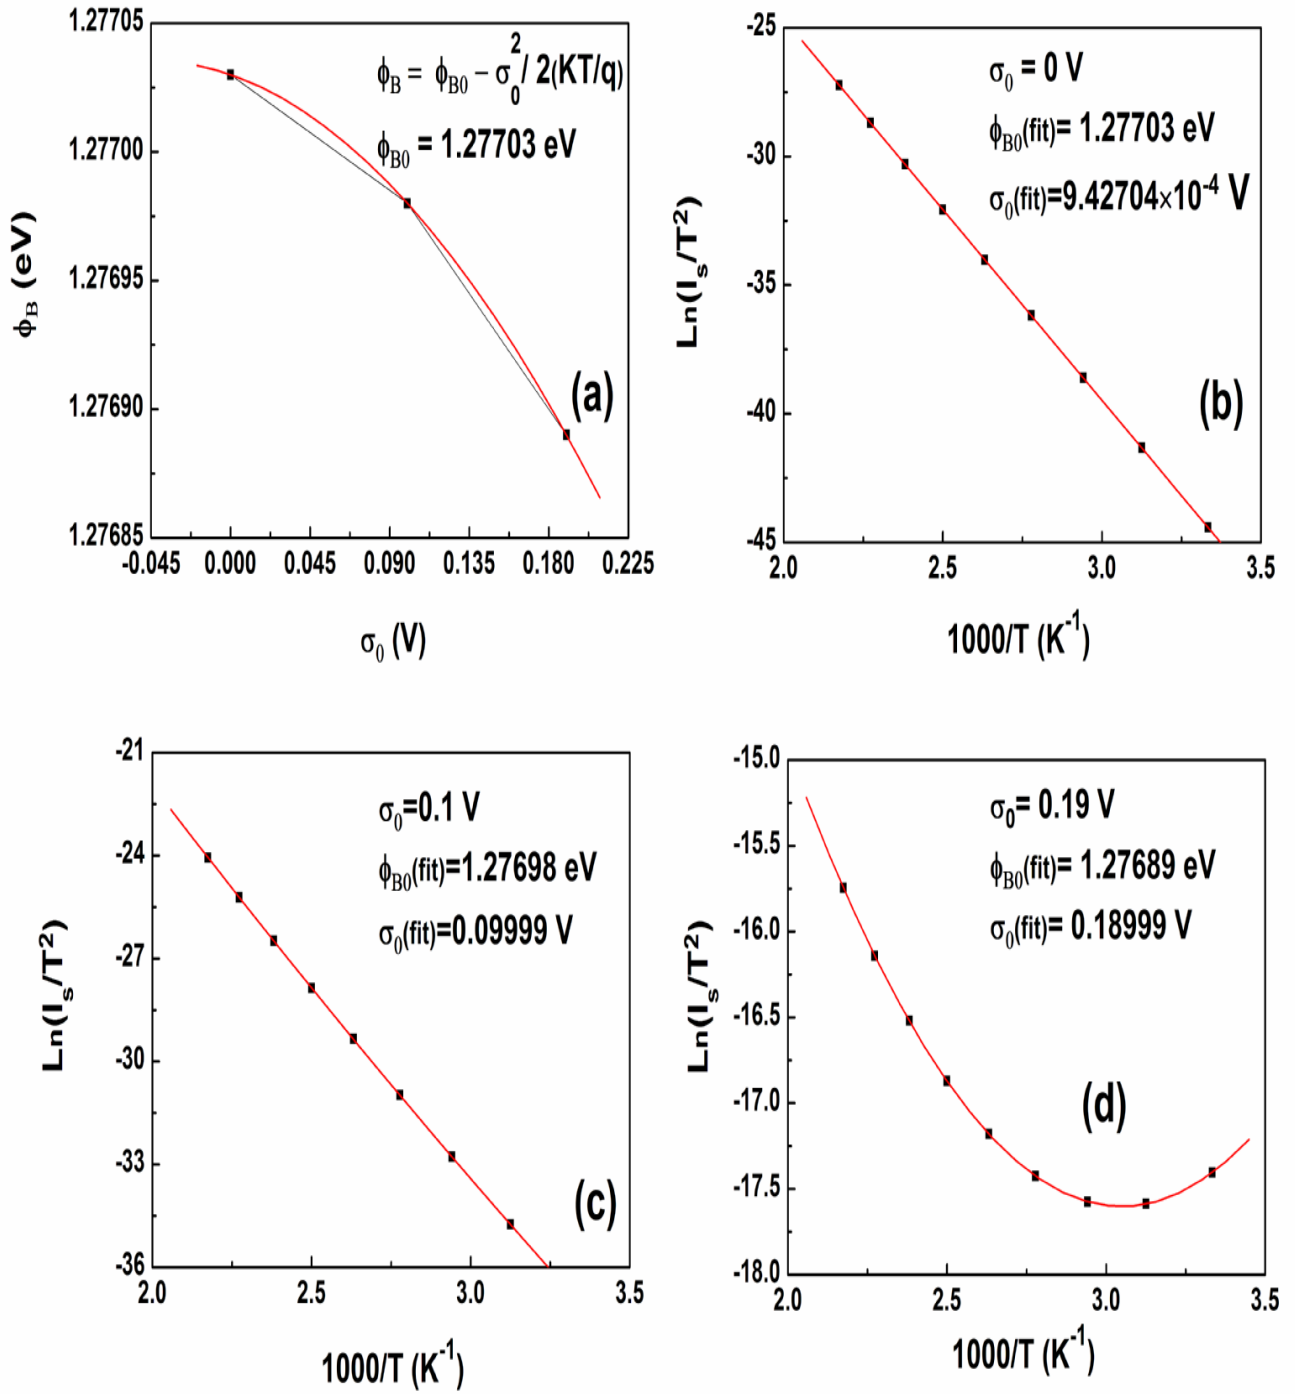 1.27705
1.27700
1.27695
1.27690
1.27685
ϕB (eV)
ϕB = ϕB0 − σ0^2/ 2(KT/q)
ϕB0 = 1.27703 eV
(a)
-0.045 0.000 0.045 0.090 0.135 0.180 0.225
σ0 (V)
-25
-30
-35
-40
-45
Ln(Is/T^2)
σ0 = 0 V
ϕB0(fit)= 1.27703 eV
σ0(fit)=9.42704×10^-4 V
(b)
2.0 2.5 3.0 3.5
1000/T (K^-1)
-21
-24
-27
-30
-33
-36
Ln(Is/T^2)
σ0=0.1 V
ϕB0(fit)=1.27698 eV
σ0(fit)=0.09999 V
(c)
2.0 2.5 3.0 3.5
1000/T (K^-1)
-15.0
-15.5
-16.0
-16.5
-17.0
-17.5
-18.0
Ln(Is/T^2)
σ0= 0.19 V
ϕB0(fit)= 1.27689 eV
σ0(fit)= 0.18999 V
(d)
2.0 2.5 3.0 3.5
1000/T (K^-1)